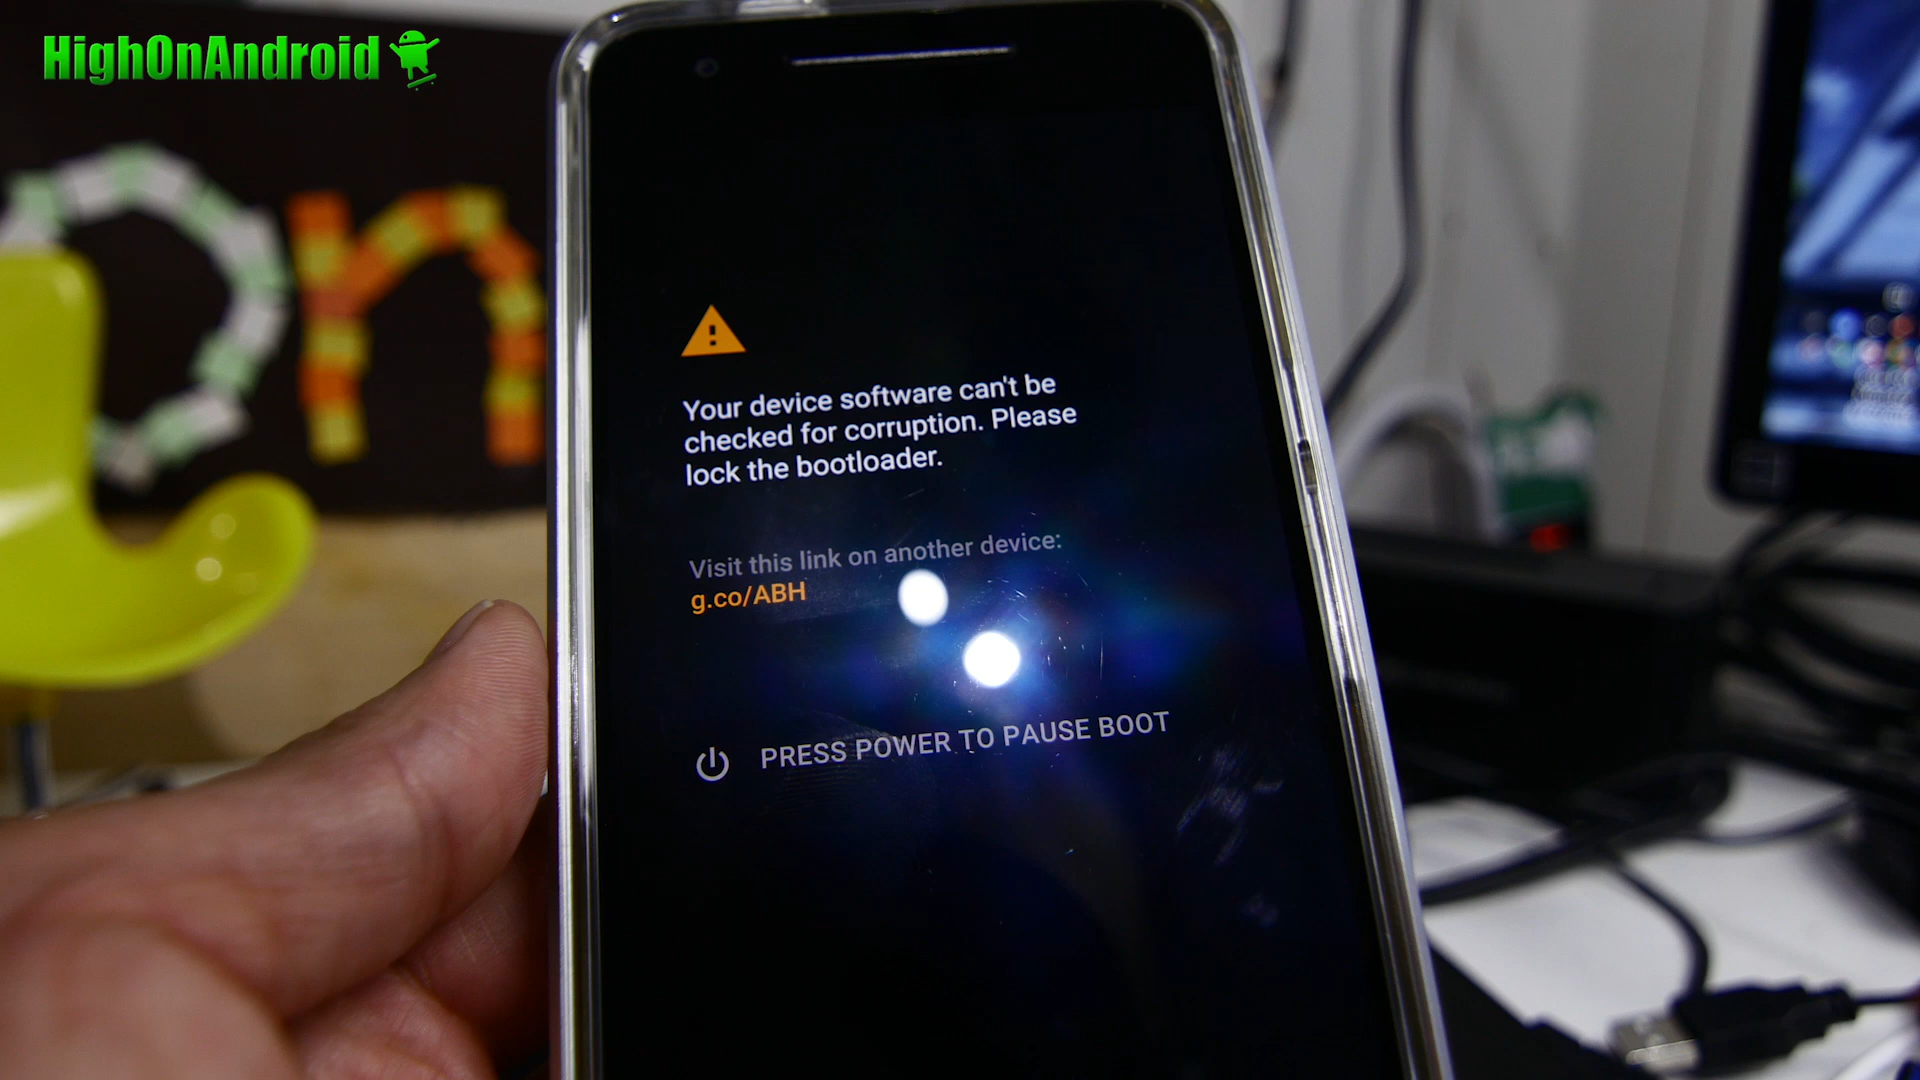 HighOnAndroid
On
Your device software can't be
checked for corruption. Please
lock the bootloader.
Visit this link on another device:
g.co/ABH
PRESS POWER TO PAUSE BOOT